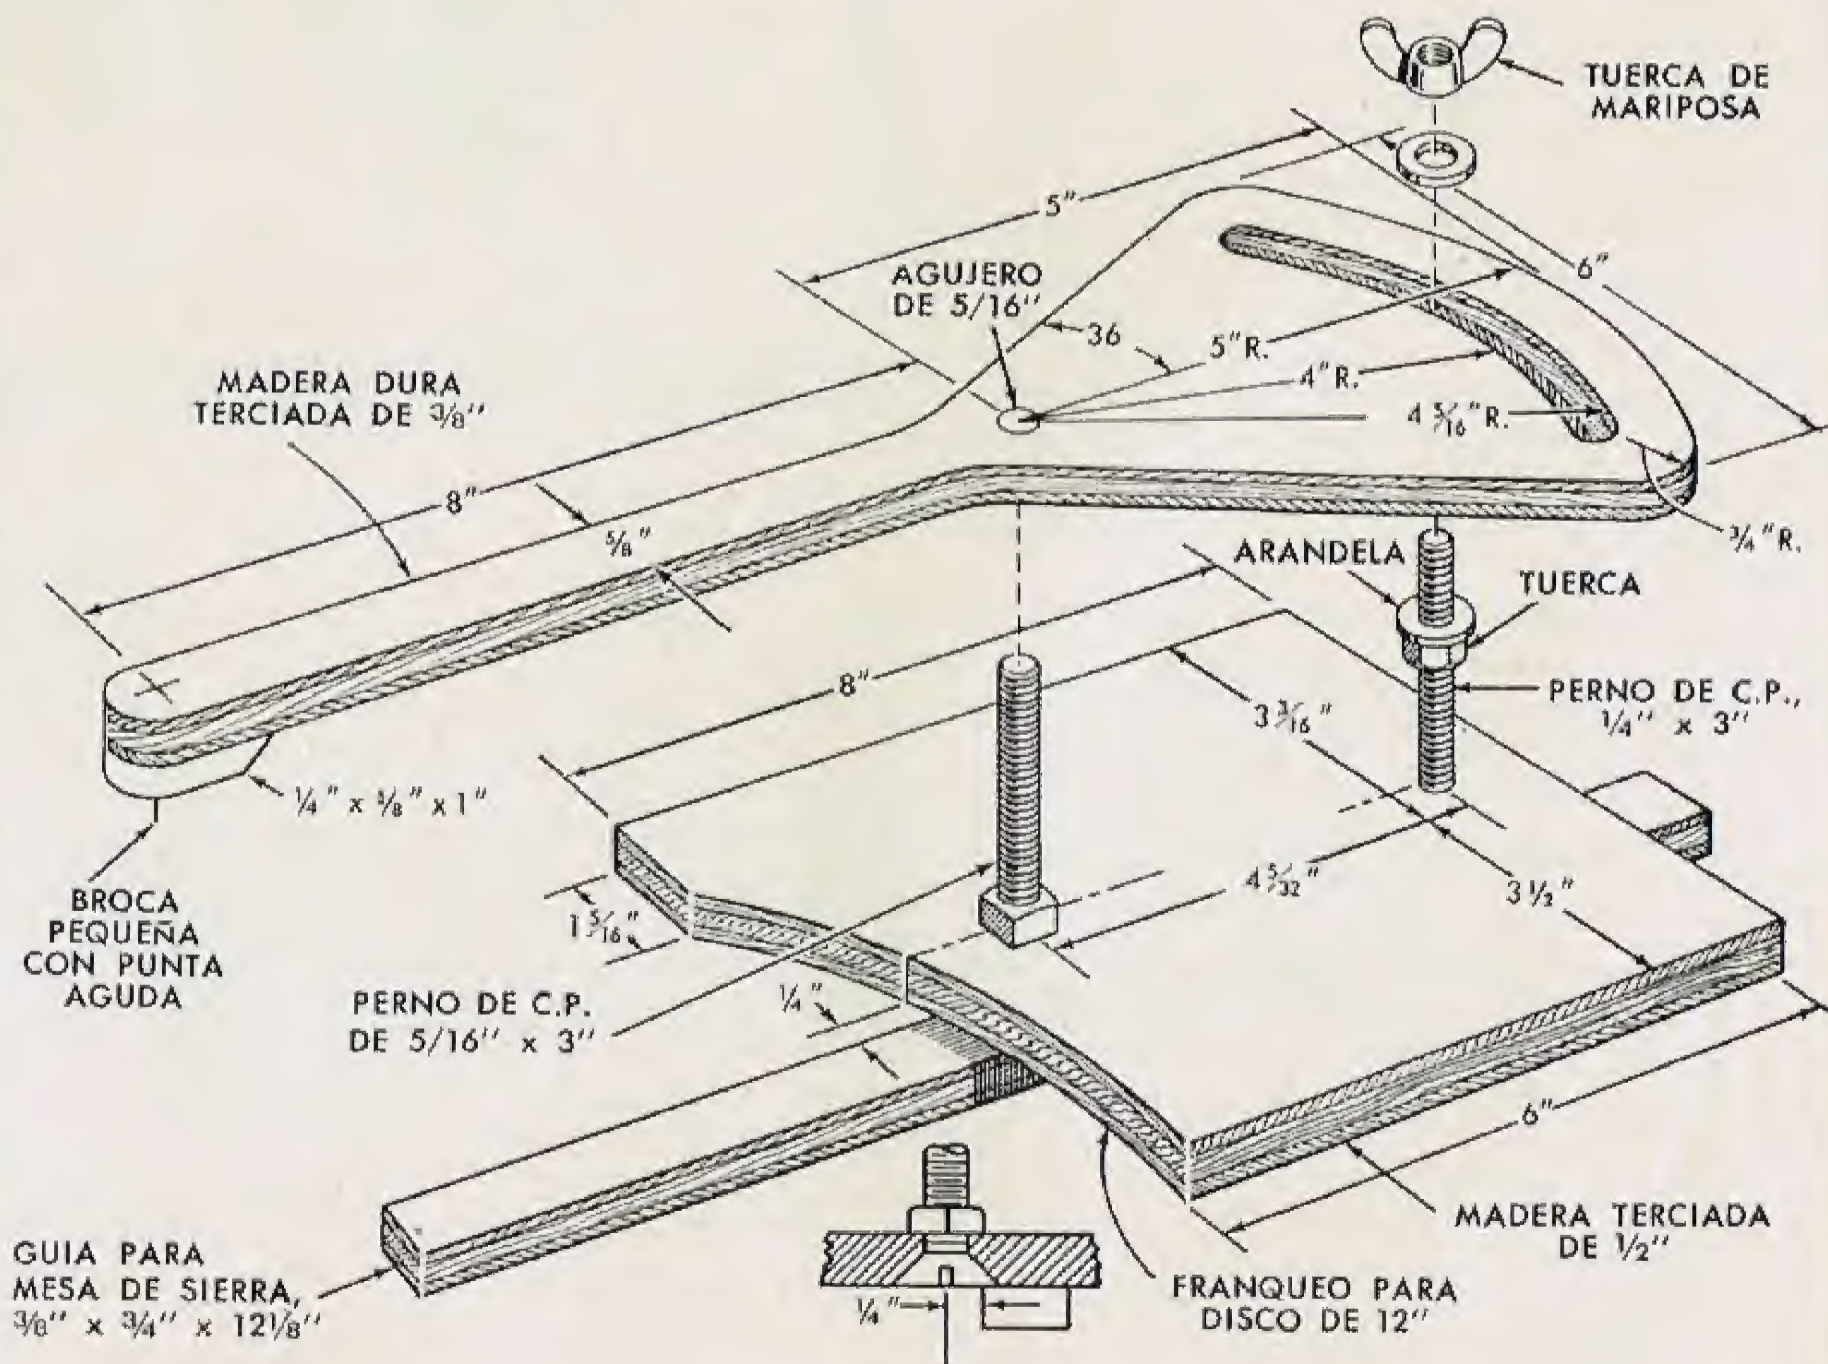 TUERCA DE
MARIPOSA
5"
6"
AGUJERO
DE 5/16"
36
5" R.
4" R.
4 5/16" R.
MADERA DURA
TERCIADA DE 3/8"
8"
5/8"
3/4" R.
ARANDELA
TUERCA
8"
3 3/16"
PERNO DE C.P.,
1/4" x 3"
1/4" x 5/8" x 1"
4 5/32"
3 1/2"
BROCA
PEQUEÑA
CON PUNTA
AGUDA
1 5/16"
PERNO DE C.P.
DE 5/16" x 3"
1/4"
6"
MADERA TERCIADA
DE 1/2"
GUIA PARA
MESA DE SIERRA,
3/8" x 3/4" x 12 1/8"
1/4"
FRANQUEO PARA
DISCO DE 12"